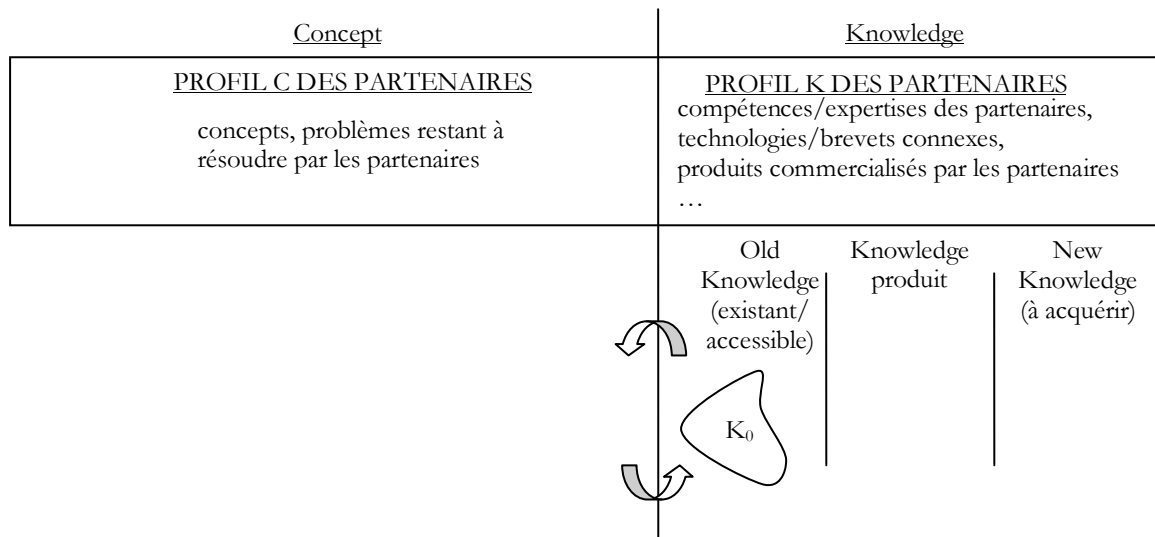 Concept
Knowledge
PROFIL C DES PARTENAIRES
concepts, problèmes restant à
résoudre par les partenaires
PROFIL K DES PARTENAIRES
compétences/expertises des partenaires,
technologies/brevets connexes,
produits commercialisés par les partenaires
…
Old
Knowledge
(existant/
accessible)
Knowledge
produit
New
Knowledge
(à acquérir)
K₀